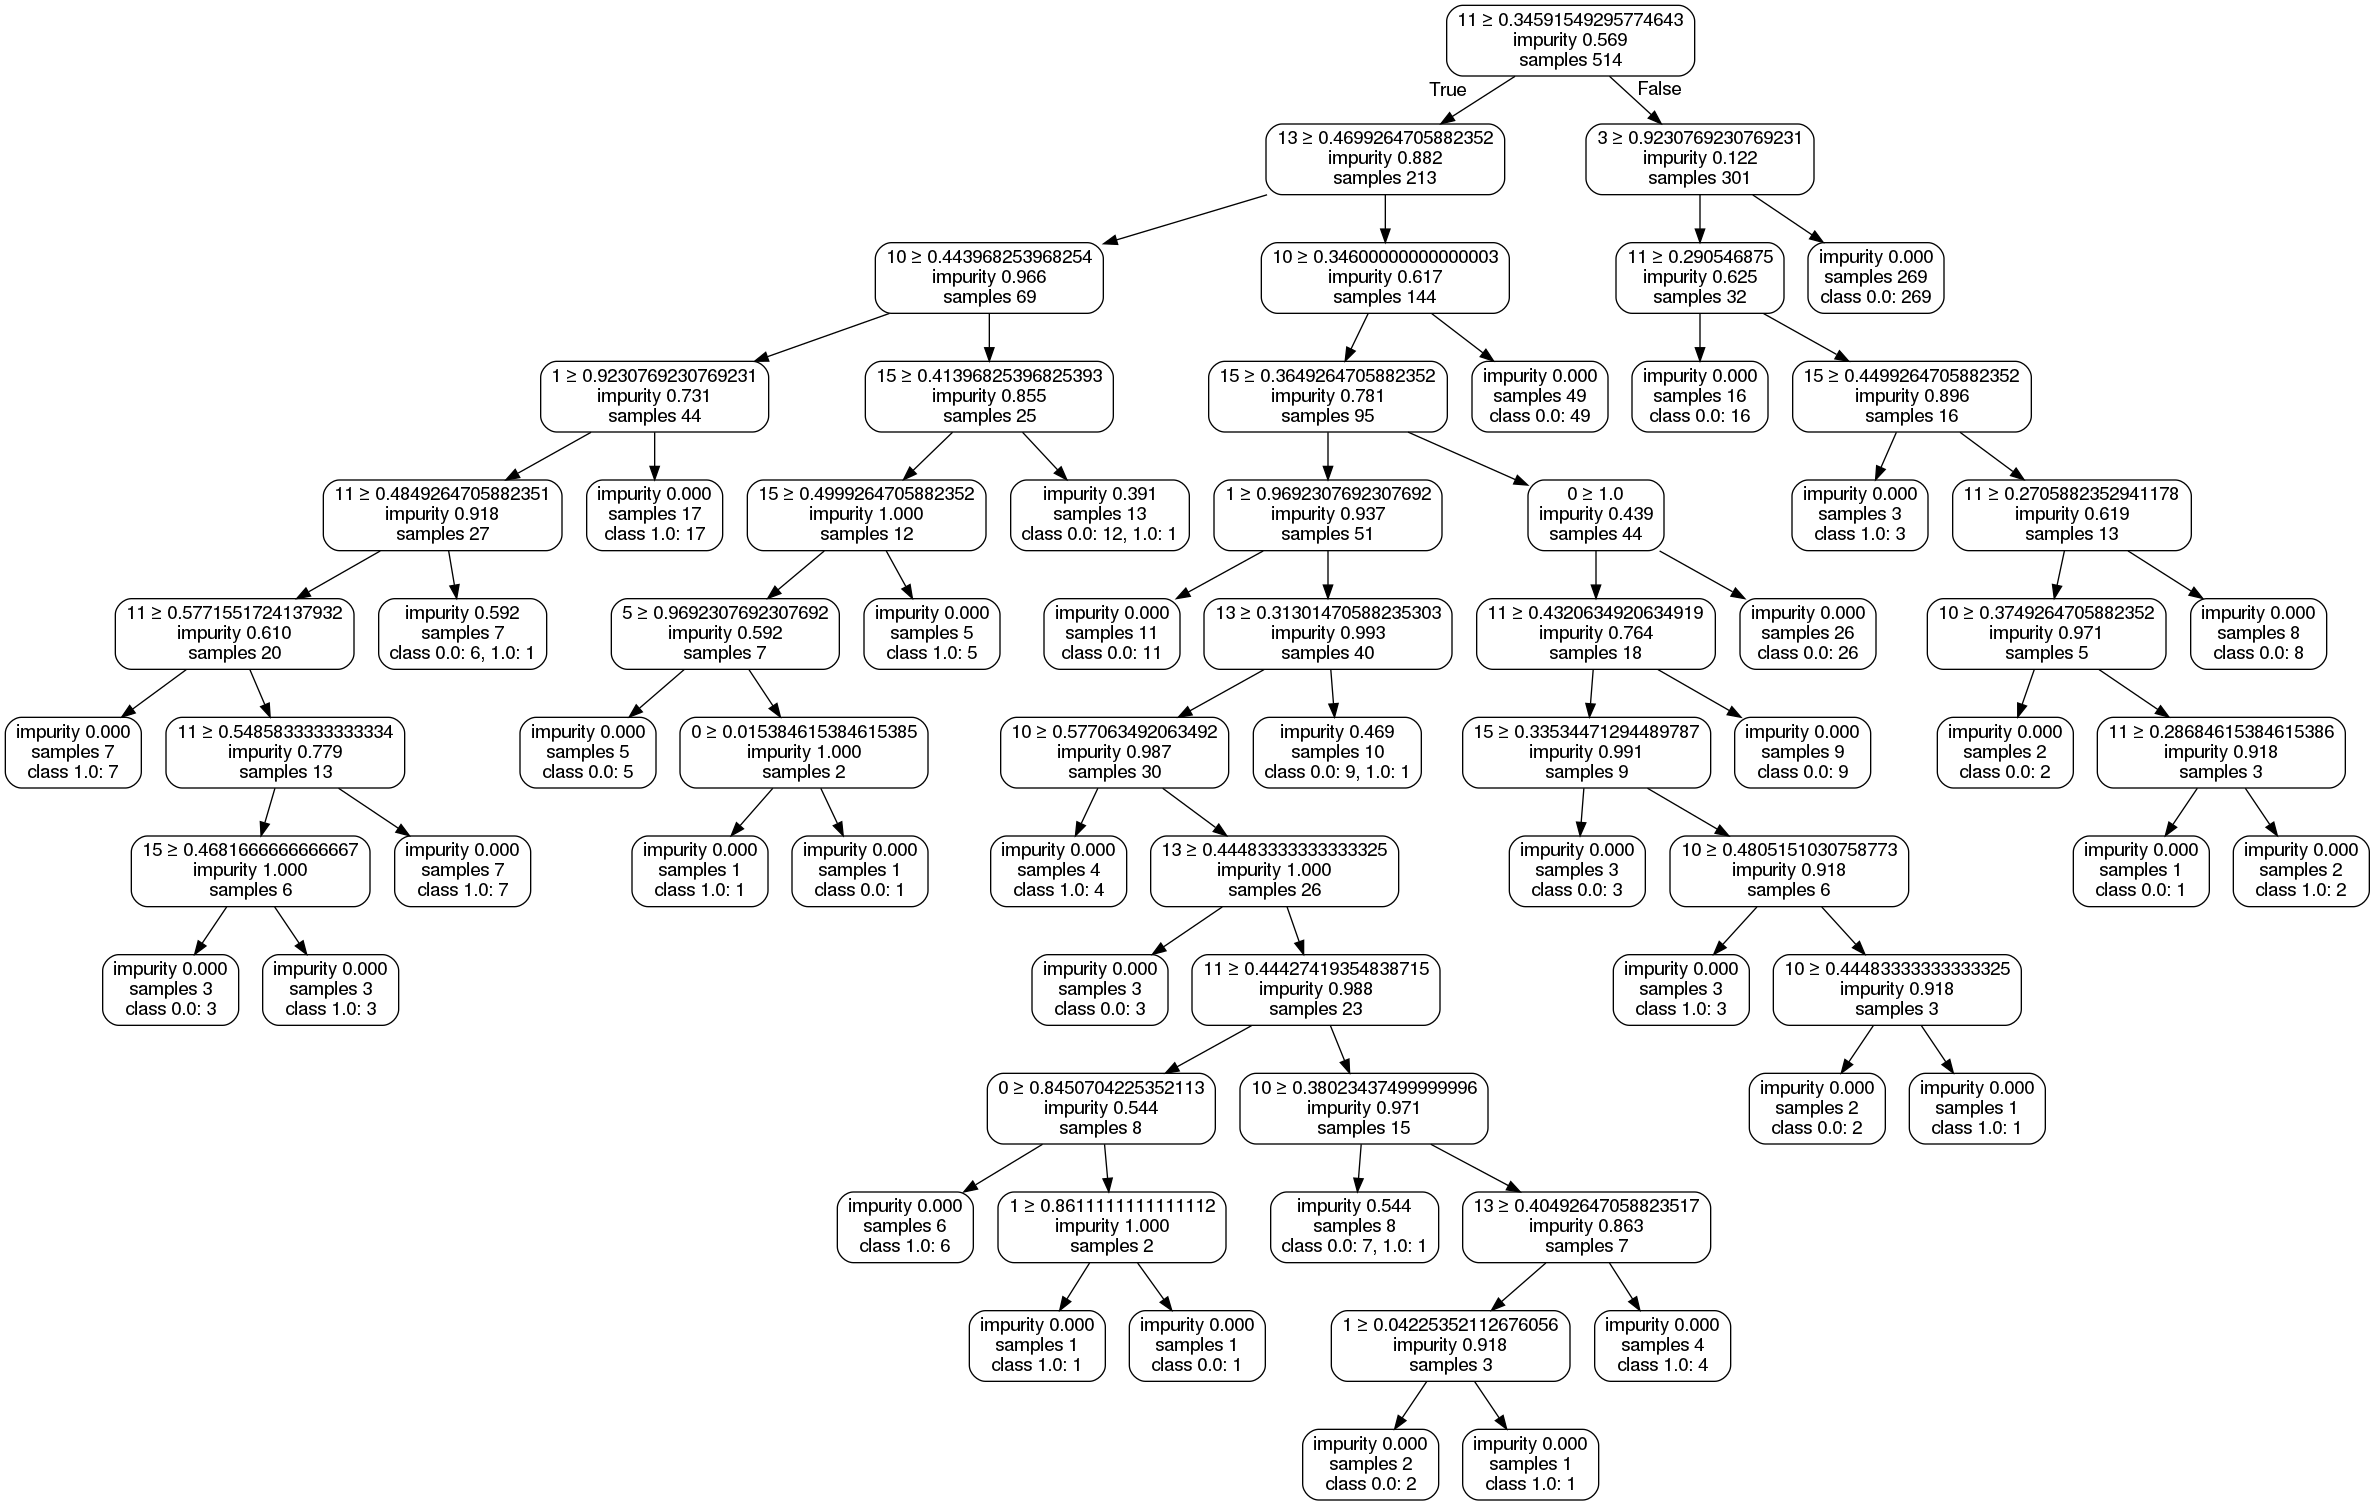 11 ≥ 0.34591549295774643
impurity 0.569
samples 514
True
False
13 ≥ 0.4699264705882352
impurity 0.882
samples 213
3 ≥ 0.9230769230769231
impurity 0.122
samples 301
10 ≥ 0.443968253968254
impurity 0.966
samples 69
10 ≥ 0.34600000000000003
impurity 0.617
samples 144
11 ≥ 0.290546875
impurity 0.625
samples 32
impurity 0.000
samples 269
class 0.0: 269
1 ≥ 0.9230769230769231
impurity 0.731
samples 44
15 ≥ 0.41396825396825393
impurity 0.855
samples 25
15 ≥ 0.3649264705882352
impurity 0.781
samples 95
impurity 0.000
samples 49
class 0.0: 49
impurity 0.000
samples 16
class 0.0: 16
15 ≥ 0.4499264705882352
impurity 0.896
samples 16
11 ≥ 0.4849264705882351
impurity 0.918
samples 27
impurity 0.000
samples 17
class 1.0: 17
15 ≥ 0.4999264705882352
impurity 1.000
samples 12
impurity 0.391
samples 13
class 0.0: 12, 1.0: 1
1 ≥ 0.9692307692307692
impurity 0.937
samples 51
0 ≥ 1.0
impurity 0.439
samples 44
impurity 0.000
samples 3
class 1.0: 3
11 ≥ 0.2705882352941178
impurity 0.619
samples 13
11 ≥ 0.5771551724137932
impurity 0.610
samples 20
impurity 0.592
samples 7
class 0.0: 6, 1.0: 1
5 ≥ 0.9692307692307692
impurity 0.592
samples 7
impurity 0.000
samples 5
class 1.0: 5
impurity 0.000
samples 11
class 0.0: 11
13 ≥ 0.31301470588235303
impurity 0.993
samples 40
11 ≥ 0.4320634920634919
impurity 0.764
samples 18
impurity 0.000
samples 26
class 0.0: 26
10 ≥ 0.3749264705882352
impurity 0.971
samples 5
impurity 0.000
samples 8
class 0.0: 8
impurity 0.000
samples 7
class 1.0: 7
11 ≥ 0.5485833333333334
impurity 0.779
samples 13
impurity 0.000
samples 5
class 0.0: 5
0 ≥ 0.015384615384615385
impurity 1.000
samples 2
10 ≥ 0.577063492063492
impurity 0.987
samples 30
impurity 0.469
samples 10
class 0.0: 9, 1.0: 1
15 ≥ 0.33534471294489787
impurity 0.991
samples 9
impurity 0.000
samples 9
class 0.0: 9
impurity 0.000
samples 2
class 0.0: 2
11 ≥ 0.28684615384615386
impurity 0.918
samples 3
15 ≥ 0.4681666666666667
impurity 1.000
samples 6
impurity 0.000
samples 7
class 1.0: 7
impurity 0.000
samples 1
class 1.0: 1
impurity 0.000
samples 1
class 0.0: 1
impurity 0.000
samples 4
class 1.0: 4
13 ≥ 0.44483333333333325
impurity 1.000
samples 26
impurity 0.000
samples 3
class 0.0: 3
10 ≥ 0.4805151030758773
impurity 0.918
samples 6
impurity 0.000
samples 1
class 0.0: 1
impurity 0.000
samples 2
class 1.0: 2
impurity 0.000
samples 3
class 0.0: 3
impurity 0.000
samples 3
class 1.0: 3
impurity 0.000
samples 3
class 0.0: 3
11 ≥ 0.44427419354838715
impurity 0.988
samples 23
impurity 0.000
samples 3
class 1.0: 3
10 ≥ 0.44483333333333325
impurity 0.918
samples 3
0 ≥ 0.8450704225352113
impurity 0.544
samples 8
10 ≥ 0.38023437499999996
impurity 0.971
samples 15
impurity 0.000
samples 2
class 0.0: 2
impurity 0.000
samples 1
class 1.0: 1
impurity 0.000
samples 6
class 1.0: 6
1 ≥ 0.8611111111111112
impurity 1.000
samples 2
impurity 0.544
samples 8
class 0.0: 7, 1.0: 1
13 ≥ 0.40492647058823517
impurity 0.863
samples 7
impurity 0.000
samples 1
class 1.0: 1
impurity 0.000
samples 1
class 0.0: 1
1 ≥ 0.04225352112676056
impurity 0.918
samples 3
impurity 0.000
samples 4
class 1.0: 4
impurity 0.000
samples 2
class 0.0: 2
impurity 0.000
samples 1
class 1.0: 1